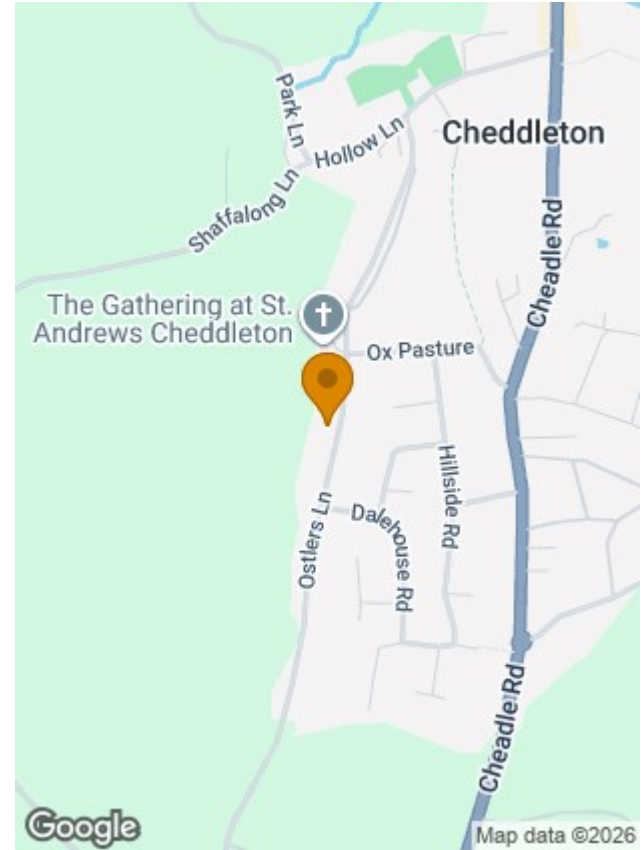 Park Ln
Hollow Ln
Cheddleton
Shaffalong Ln
Cheadle Rd
The Gathering at St.
Andrews Cheddleton
Ox Pasture
Hillside Rd
Ostlers Ln
Dalehouse Rd
Cheadle Rd
Google
Map data ©2026